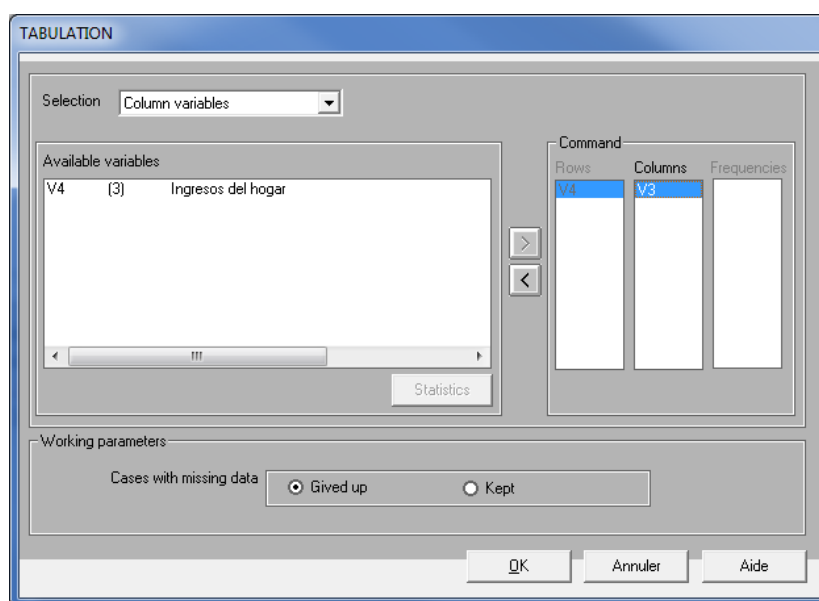 TABULATION
Selection Column variables
Command
Available variables
Rows Columns Frequencies
V4 (3) Ingresos del hogar
V4 V3
>
<
Statistics
Working parameters
Cases with missing data Gived up Kept
OK Annuler Aide